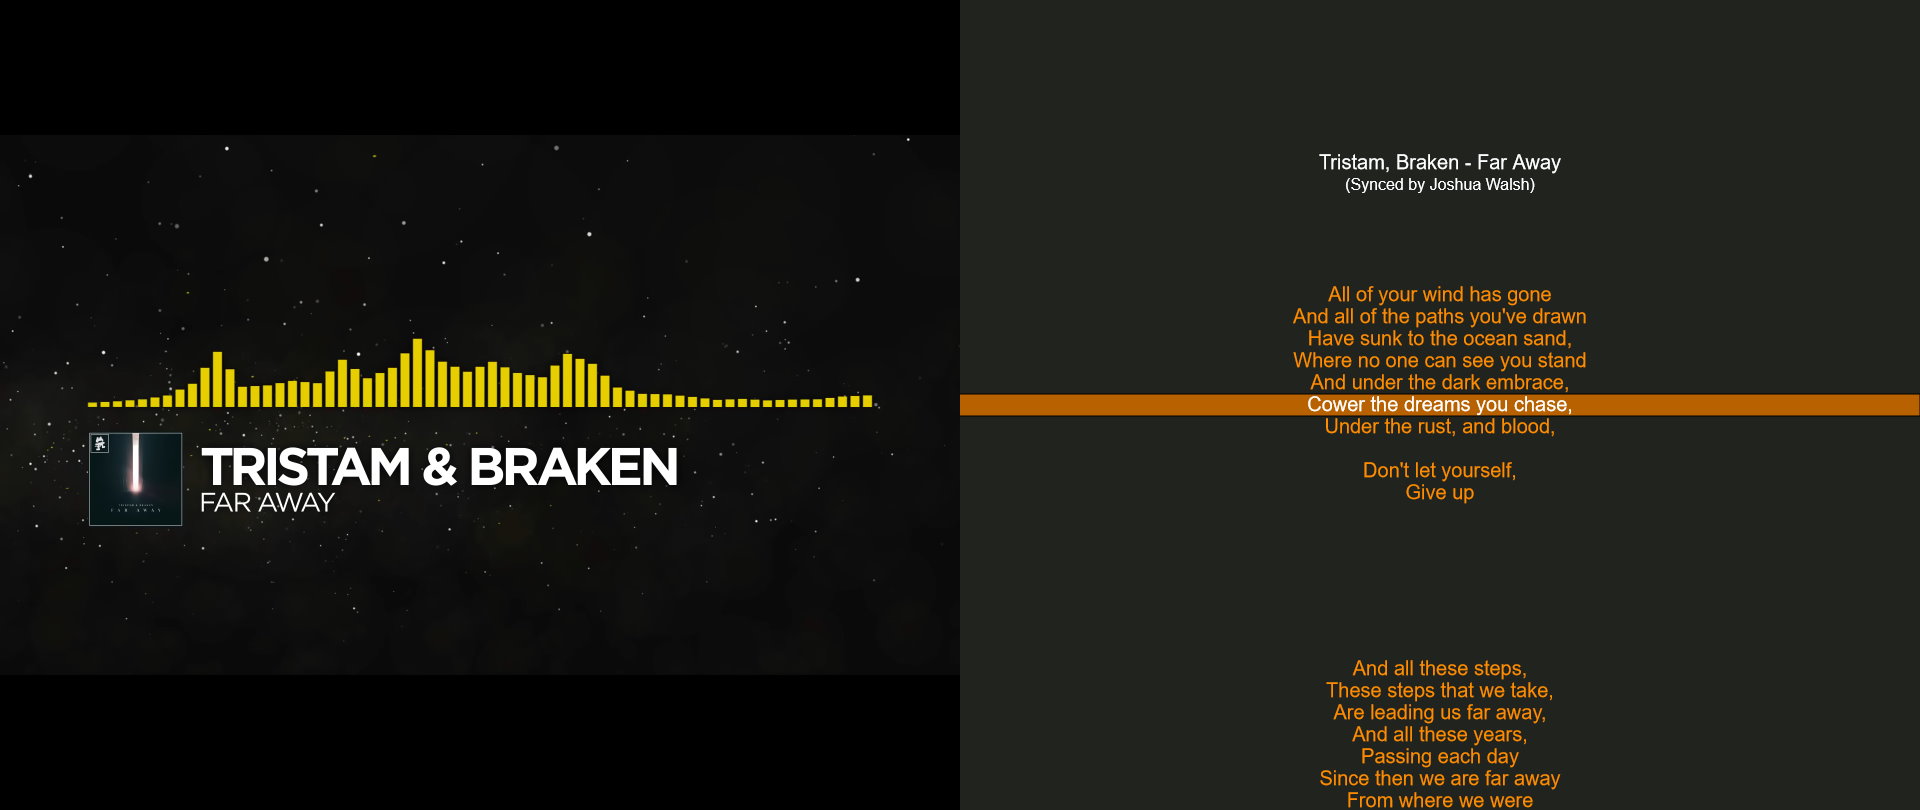 TRISTAM & BRAKEN
FAR AWAY
TRISTAM & BRAKEN
FAR AWAY
Tristam, Braken - Far Away
(Synced by Joshua Walsh)
All of your wind has gone
And all of the paths you've drawn
Have sunk to the ocean sand,
Where no one can see you stand
And under the dark embrace,
Cower the dreams you chase,
Under the rust, and blood,
Don't let yourself,
Give up
And all these steps,
These steps that we take,
Are leading us far away,
And all these years,
Passing each day
Since then we are far away
From where we were